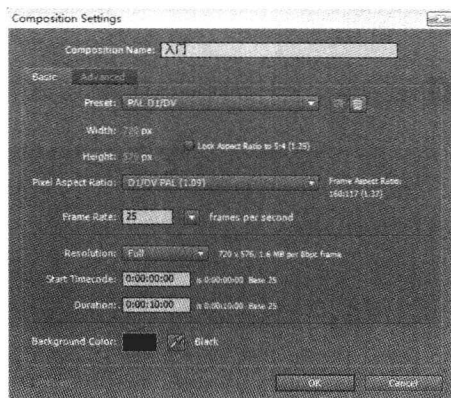 Composition Settings
Composition Name: 入门
Basic Advanced
Preset: PAL D1/DV
Width: 720 px
Lock Aspect Ratio to 5:4 (1.25)
Height: 576 px
Pixel Aspect Ratio: D1/DV PAL (1.09)
Frame Aspect Ratio:
160:117 (1.37)
Frame Rate: 25 frames per second
Resolution: Full 720 x 576, 1.6 MB per 8bpc frame
Start Timecode: 0:00:00:00 is 0:00:00:00 Base 25
Duration: 0:00:10:00 is 0:00:10:00 Base 25
Background Color: Black
OK Cancel